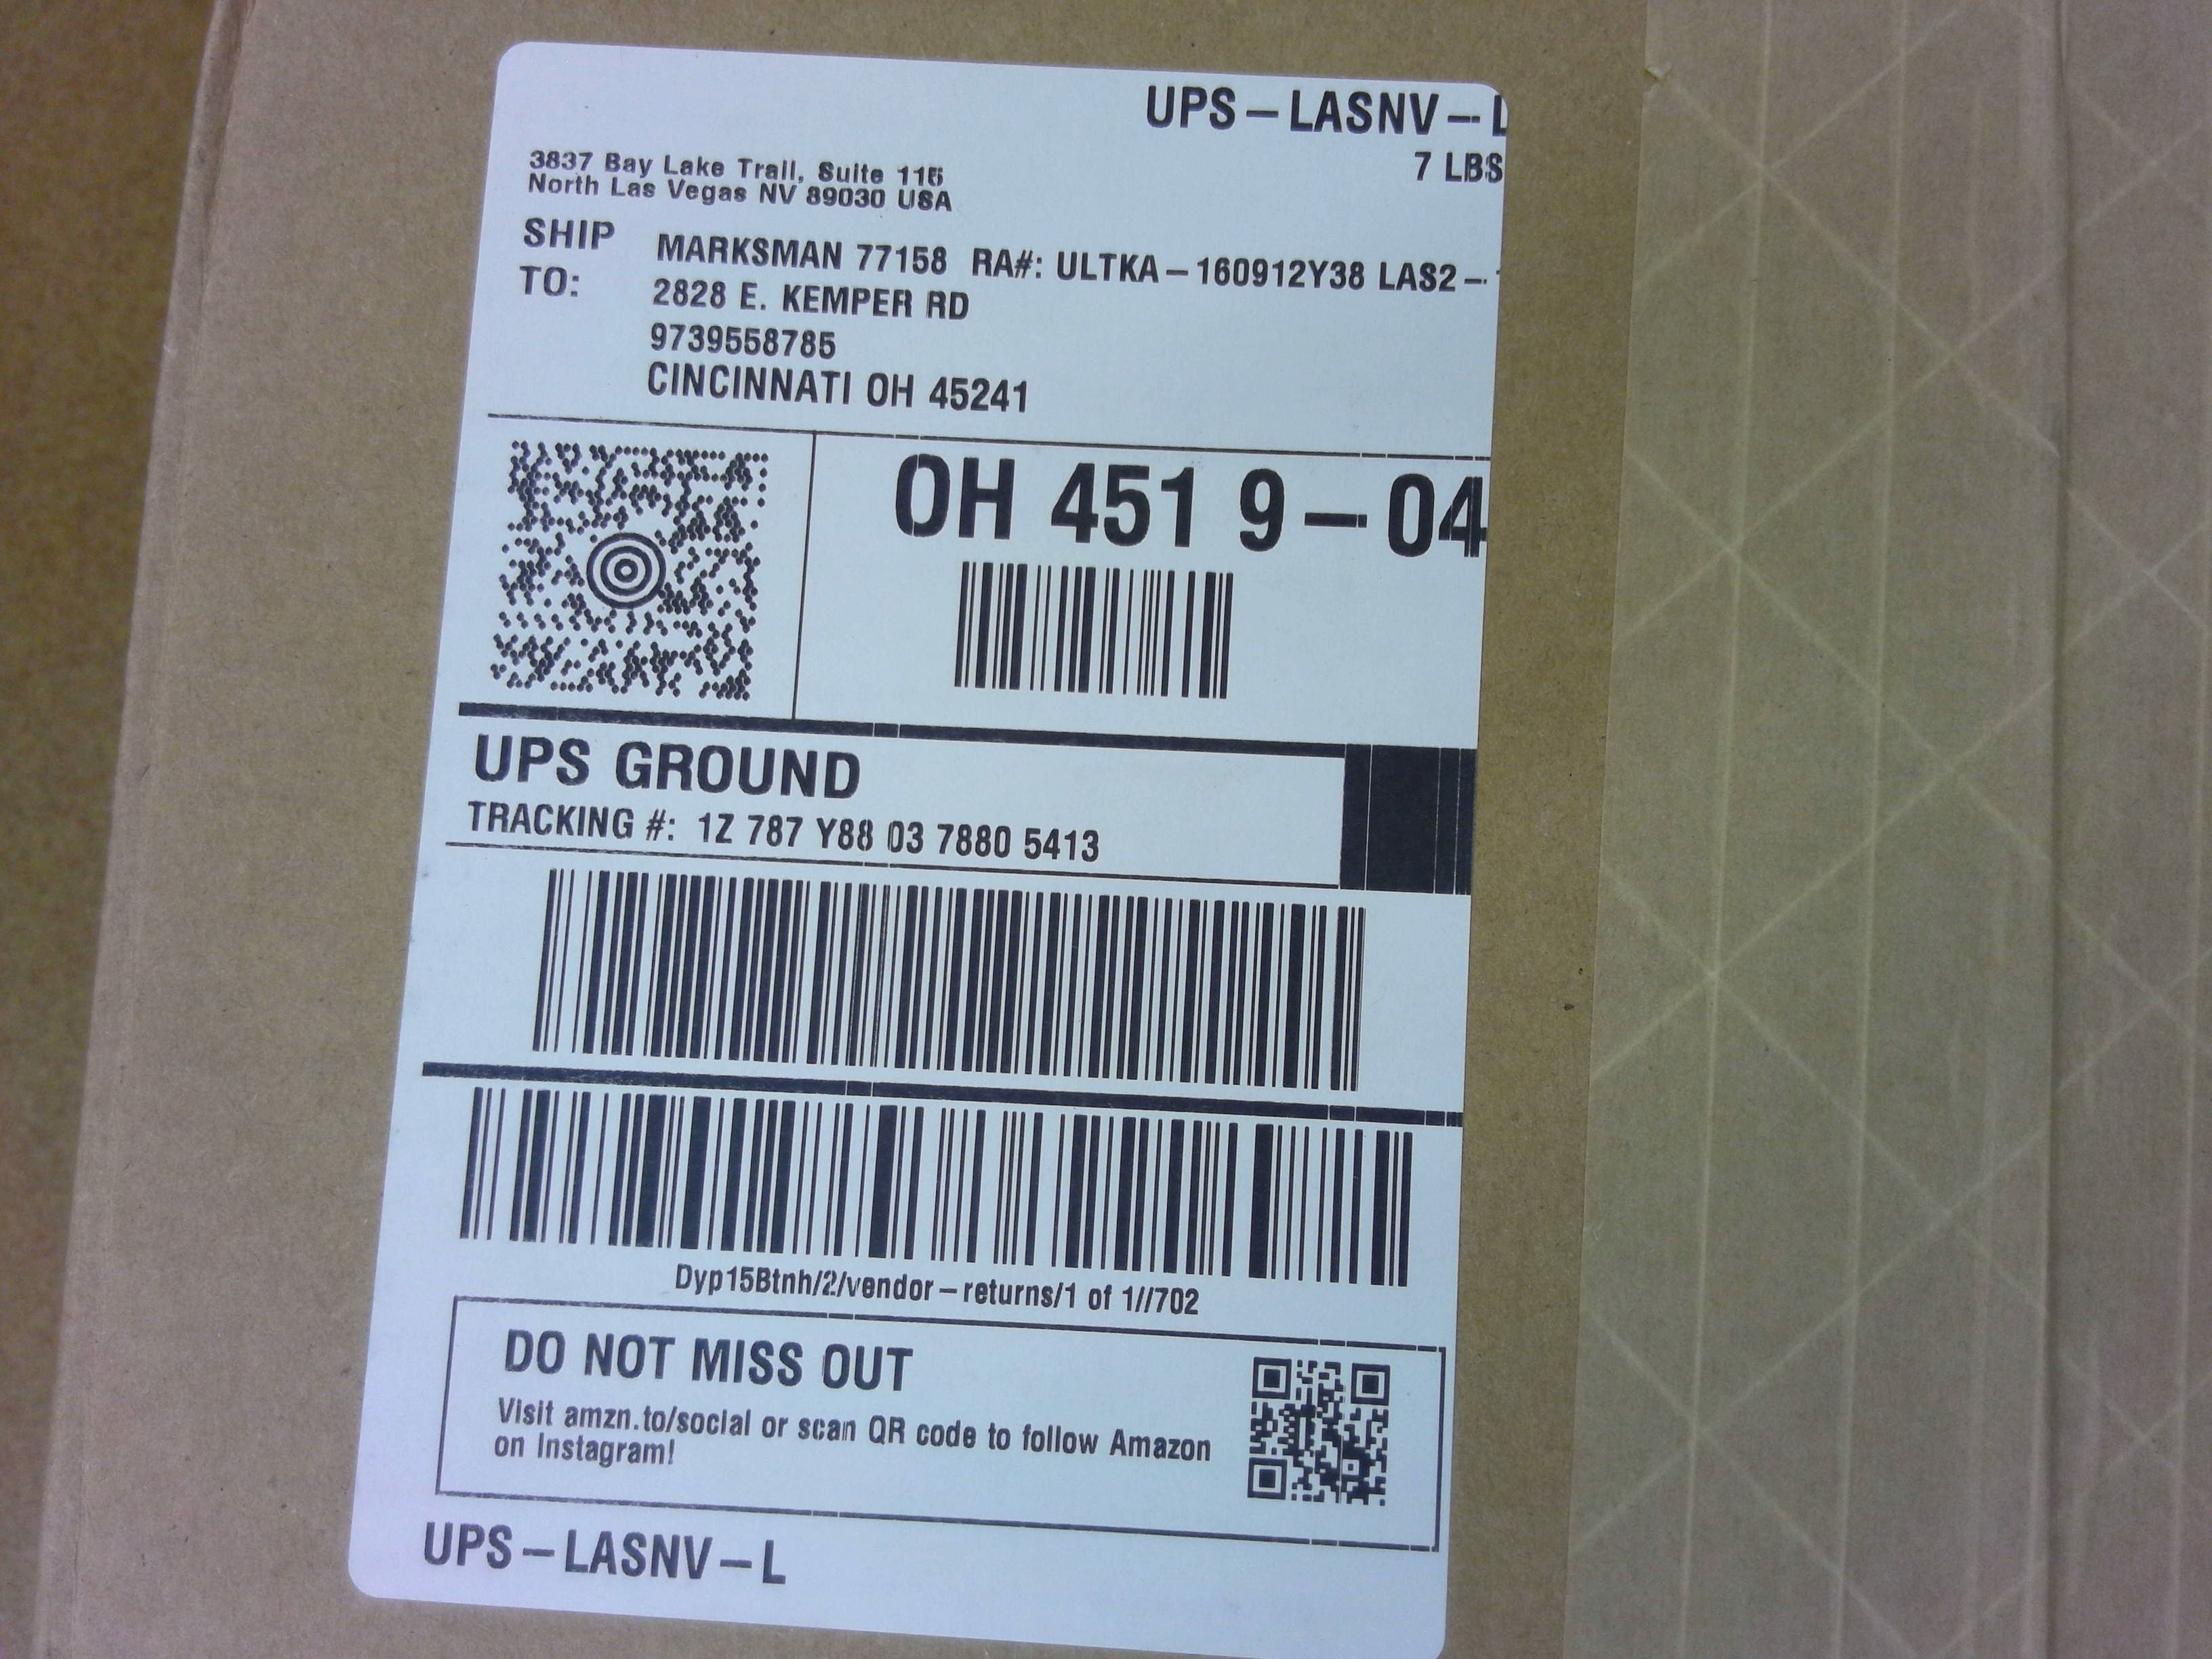 UPS – LASNV – L
7 LBS
3837 Bay Lake Trail, Suite 115
North Las Vegas NV 89030 USA
SHIP
TO:
MARKSMAN 77158 RA#: ULTKA – 160912Y38 LAS2 –
2828 E. KEMPER RD
9739558785
CINCINNATI OH 45241
OH 451 9 – 04
UPS GROUND
TRACKING #: 1Z 787 Y88 03 7880 5413
Dyp15Btnh/2/vendor – returns/1 of 1//702
DO NOT MISS OUT
Visit amzn.to/social or scan QR code to follow Amazon
on Instagram!
UPS – LASNV – L